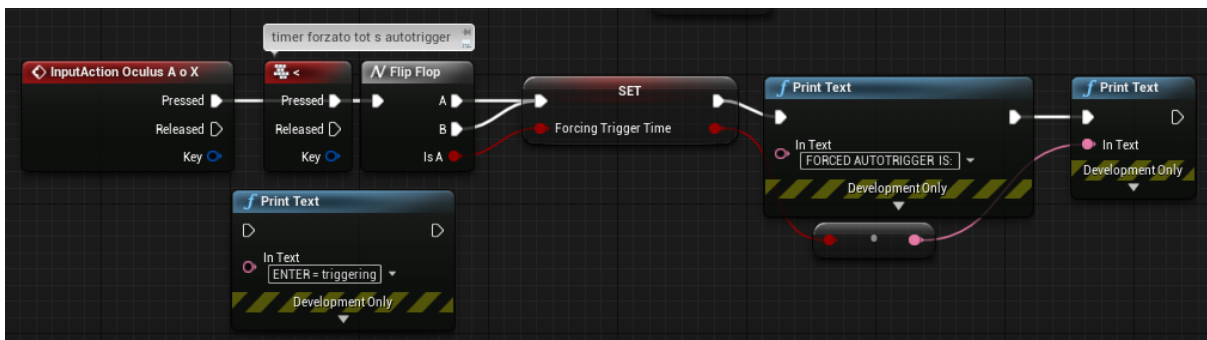 timer forzato tot s autotrigger
InputAction Oculus A o X
Pressed
Released
Key
<
Pressed
Released
Key
Flip Flop
A
B
Is A
SET
Forcing Trigger Time
Print Text
In Text
FORCED AUTOTRIGGER IS:
Development Only
Print Text
In Text
Development Only
Print Text
In Text
ENTER = triggering
Development Only